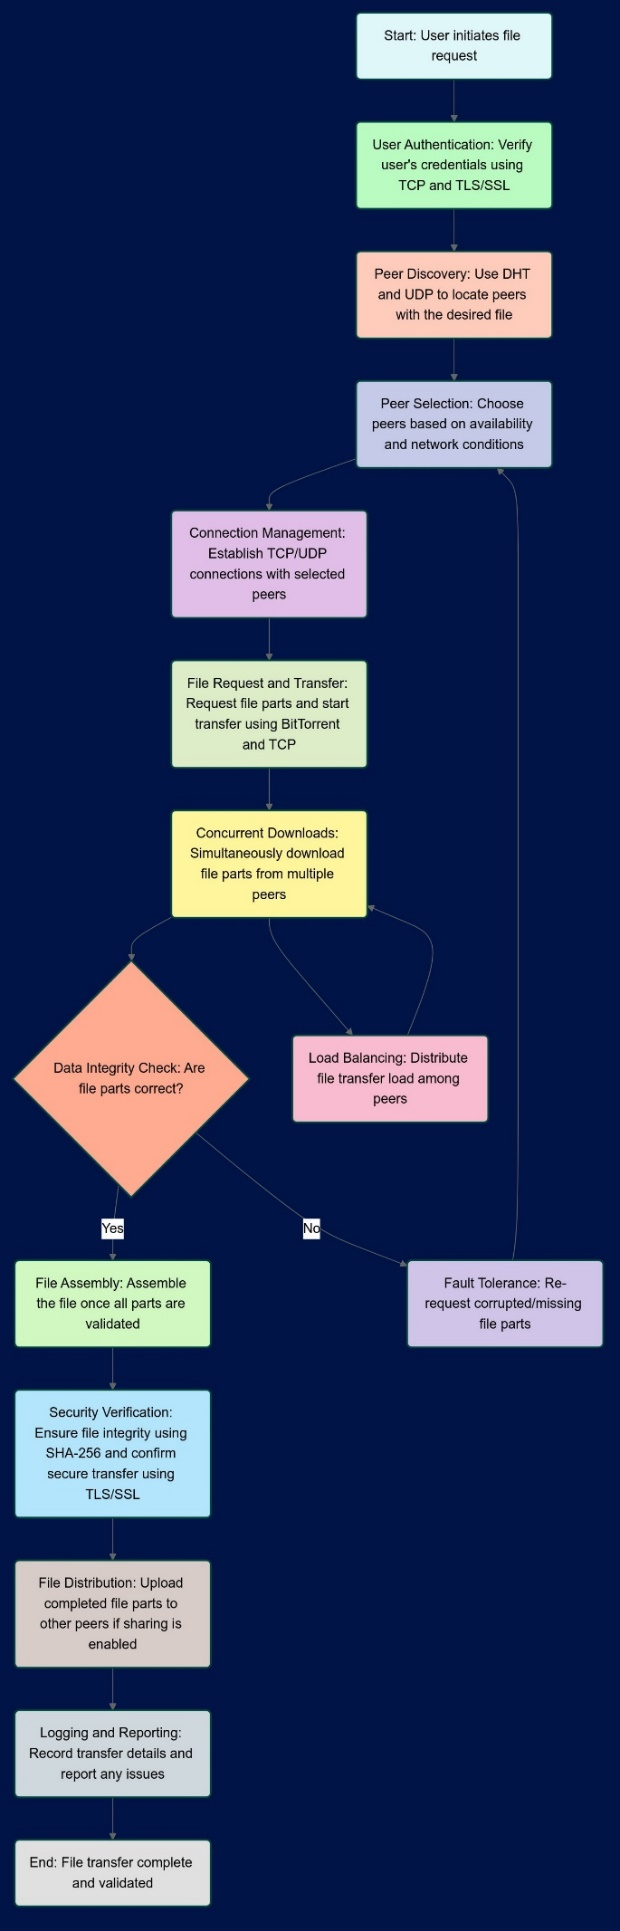 Start: User initiates file
request
User Authentication: Verify
user's credentials using
TCP and TLS/SSL
Peer Discovery: Use DHT
and UDP to locate peers
with the desired file
Peer Selection: Choose
peers based on availability
and network conditions
Connection Management:
Establish TCP/UDP
connections with selected
peers
File Request and Transfer:
Request file parts and start
transfer using BitTorrent
and TCP
Concurrent Downloads:
Simultaneously download
file parts from multiple
peers
Data Integrity Check: Are
file parts correct?
Load Balancing: Distribute
file transfer load among
peers
Yes
No
File Assembly: Assemble
the file once all parts are
validated
Fault Tolerance: Re-
request corrupted/missing
file parts
Security Verification:
Ensure file integrity using
SHA-256 and confirm
secure transfer using
TLS/SSL
File Distribution: Upload
completed file parts to
other peers if sharing is
enabled
Logging and Reporting:
Record transfer details and
report any issues
End: File transfer complete
and validated